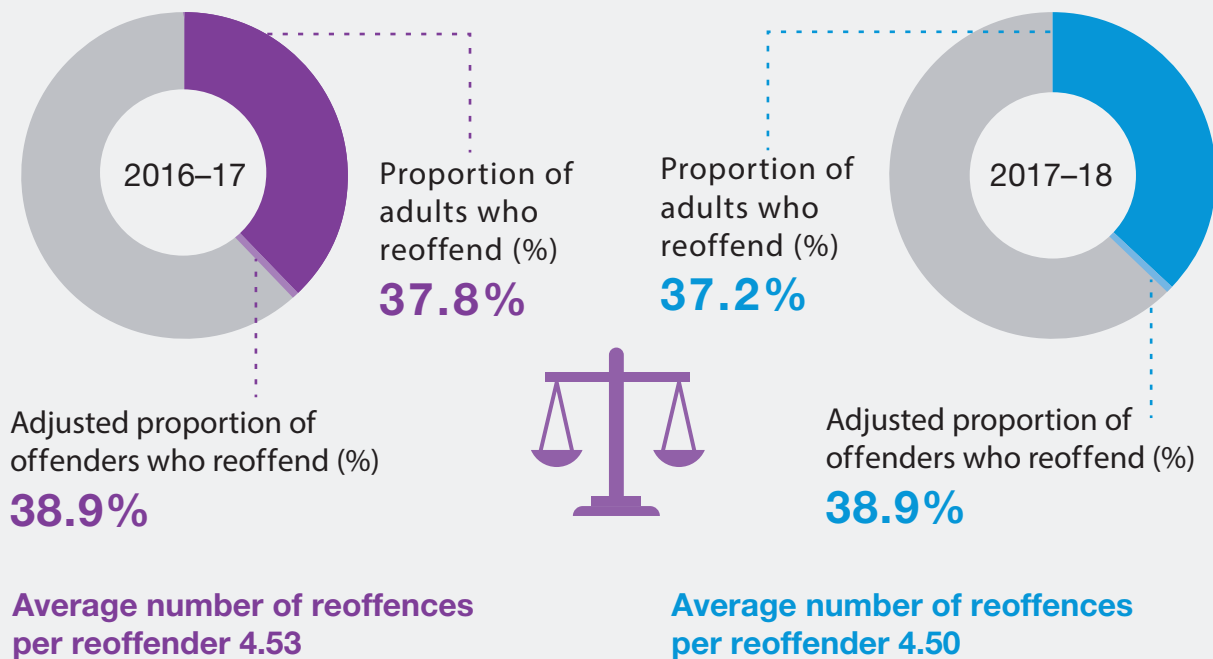 2016–17
Proportion of
adults who
reoffend (%)
37.8%
Adjusted proportion of
offenders who reoffend (%)
38.9%
Average number of reoffences
per reoffender 4.53
2017–18
Proportion of
adults who
reoffend (%)
37.2%
Adjusted proportion of
offenders who reoffend (%)
38.9%
Average number of reoffences
per reoffender 4.50